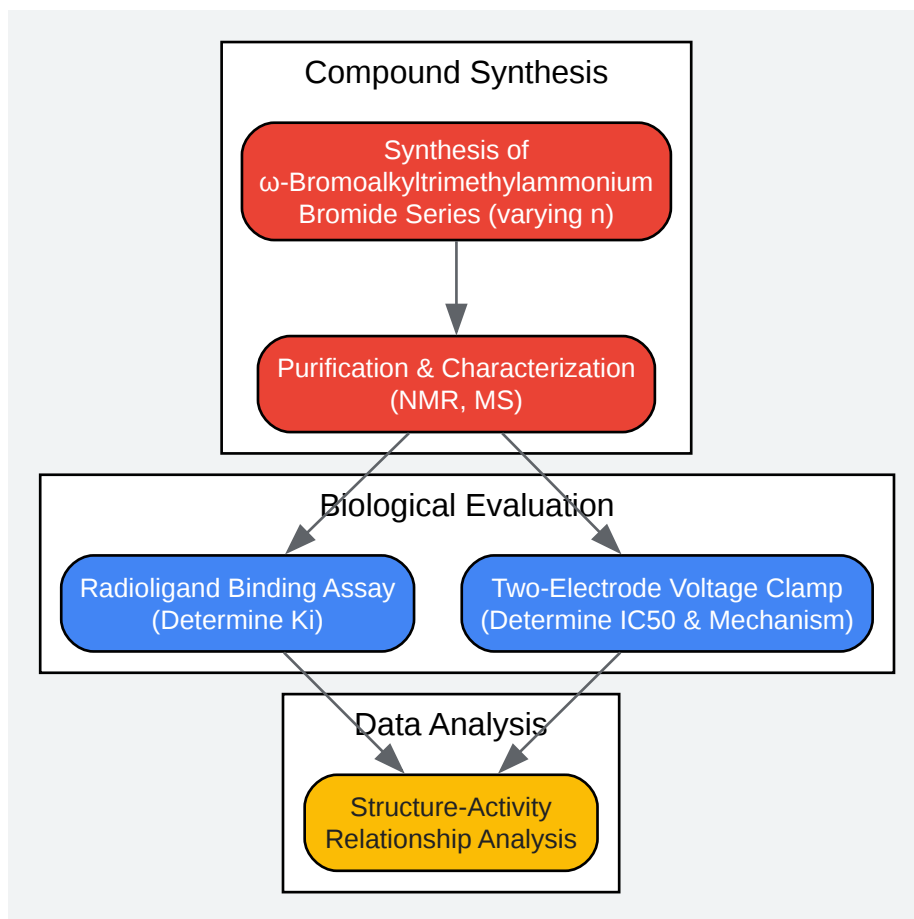 Compound Synthesis
Synthesis of
ω-Bromoalkyltrimethylammonium
Bromide Series (varying n)
Purification & Characterization
(NMR, MS)
Biological Evaluation
Radioligand Binding Assay
(Determine Ki)
Two-Electrode Voltage Clamp
(Determine IC50 & Mechanism)
Data Analysis
Structure-Activity
Relationship Analysis